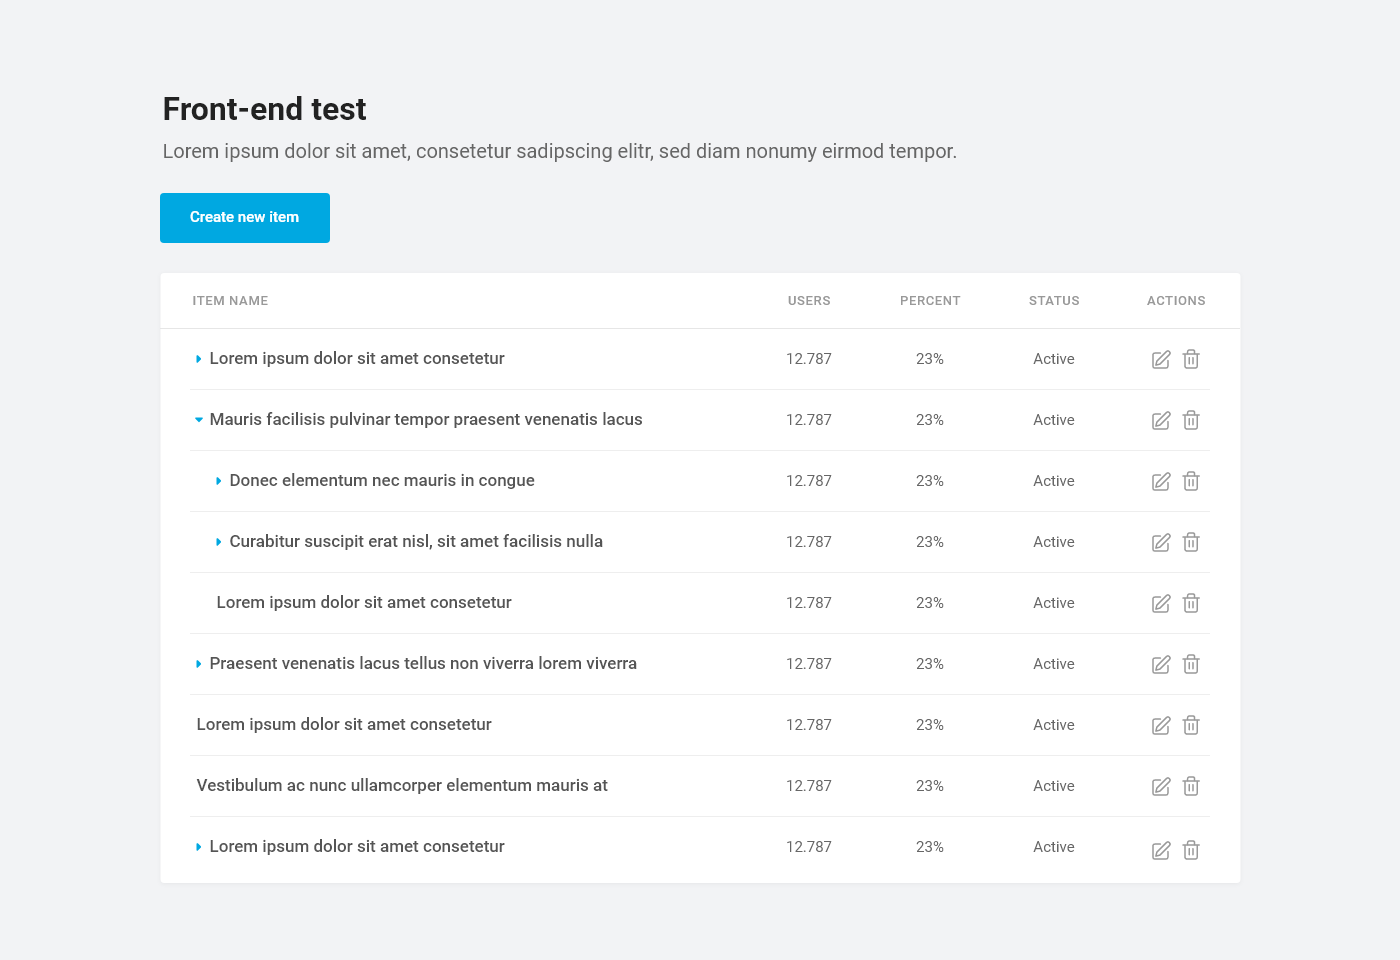 Front-end test
Lorem ipsum dolor sit amet, consetetur sadipscing elitr, sed diam nonumy eirmod tempor.
Create new item
ITEM NAME USERS PERCENT STATUS ACTIONS
Lorem ipsum dolor sit amet consetetur 12.787 23% Active
Mauris facilisis pulvinar tempor praesent venenatis lacus 12.787 23% Active
Donec elementum nec mauris in congue 12.787 23% Active
Curabitur suscipit erat nisl, sit amet facilisis nulla 12.787 23% Active
Lorem ipsum dolor sit amet consetetur 12.787 23% Active
Praesent venenatis lacus tellus non viverra lorem viverra 12.787 23% Active
Lorem ipsum dolor sit amet consetetur 12.787 23% Active
Vestibulum ac nunc ullamcorper elementum mauris at 12.787 23% Active
Lorem ipsum dolor sit amet consetetur 12.787 23% Active